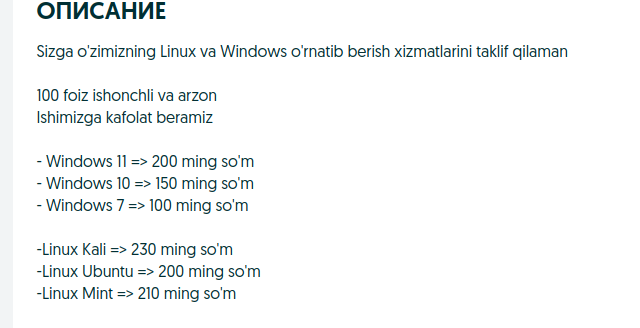 ОПИСАНИЕ
Sizga o'zimizning Linux va Windows o'rnatib berish xizmatlarini taklif qilaman
100 foiz ishonchli va arzon
Ishimizga kafolat beramiz
- Windows 11 => 200 ming so'm
- Windows 10 => 150 ming so'm
- Windows 7 => 100 ming so'm
-Linux Kali => 230 ming so'm
-Linux Ubuntu => 200 ming so'm
-Linux Mint => 210 ming so'm